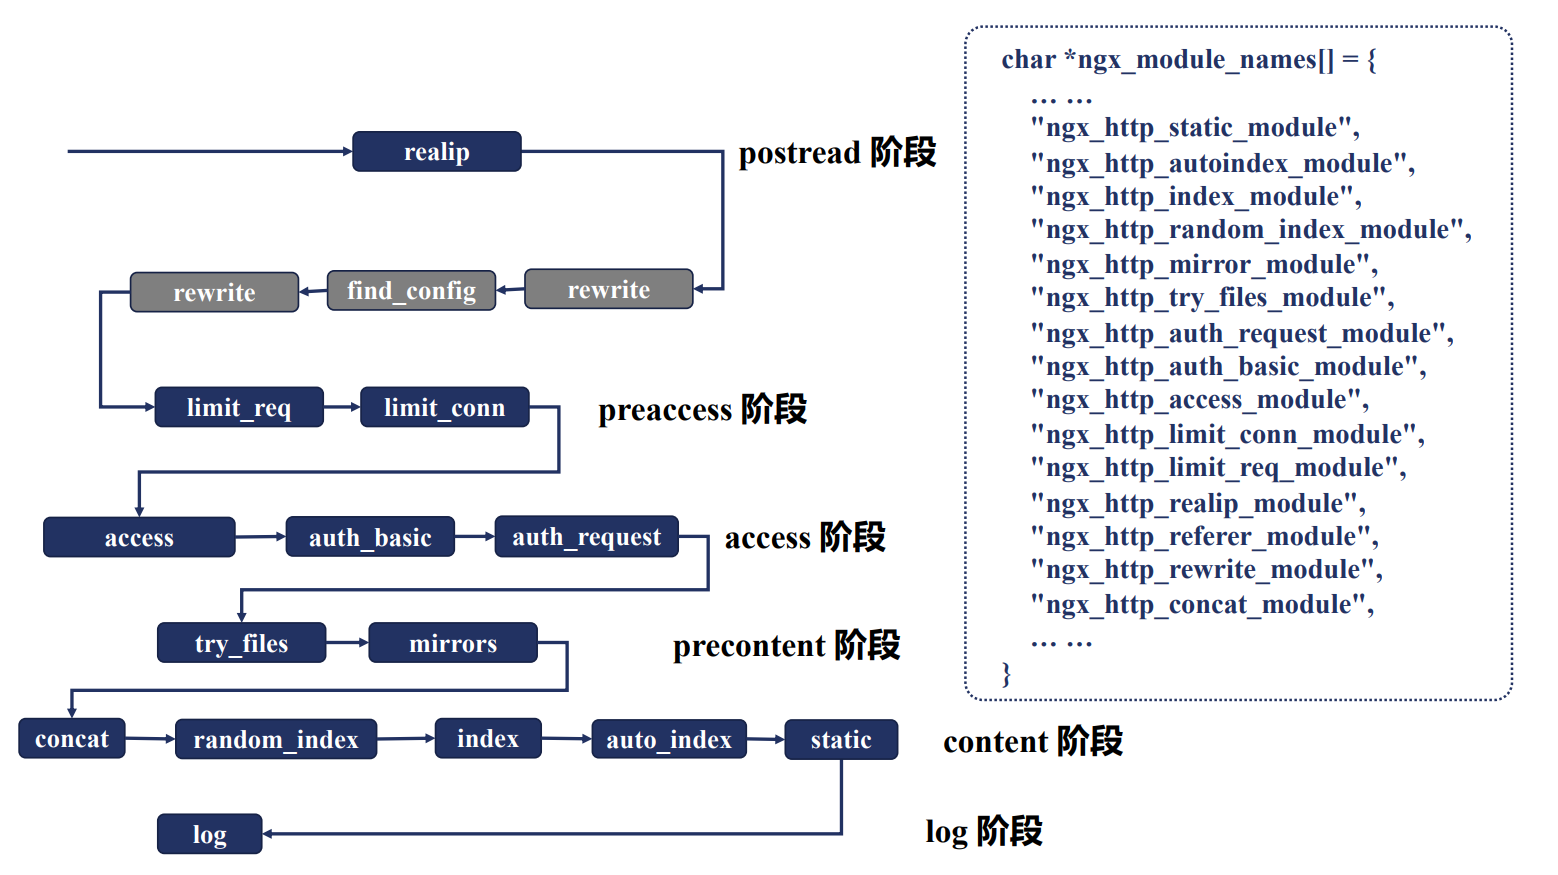 realip
postread 阶段
rewrite
find_config
rewrite
limit_req
limit_conn
preaccess 阶段
access
auth_basic
auth_request
access 阶段
try_files
mirrors
precontent 阶段
concat
random_index
index
auto_index
static
content 阶段
log
log 阶段
char *ngx_module_names[] = {
… …
"ngx_http_static_module",
"ngx_http_autoindex_module",
"ngx_http_index_module",
"ngx_http_random_index_module",
"ngx_http_mirror_module",
"ngx_http_try_files_module",
"ngx_http_auth_request_module",
"ngx_http_auth_basic_module",
"ngx_http_access_module",
"ngx_http_limit_conn_module",
"ngx_http_limit_req_module",
"ngx_http_realip_module",
"ngx_http_referer_module",
"ngx_http_rewrite_module",
"ngx_http_concat_module",
… …
}